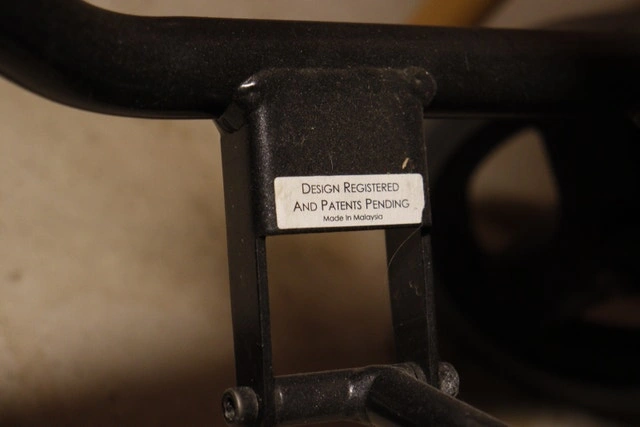 Design Registered
And Patents Pending
Made In Malaysia